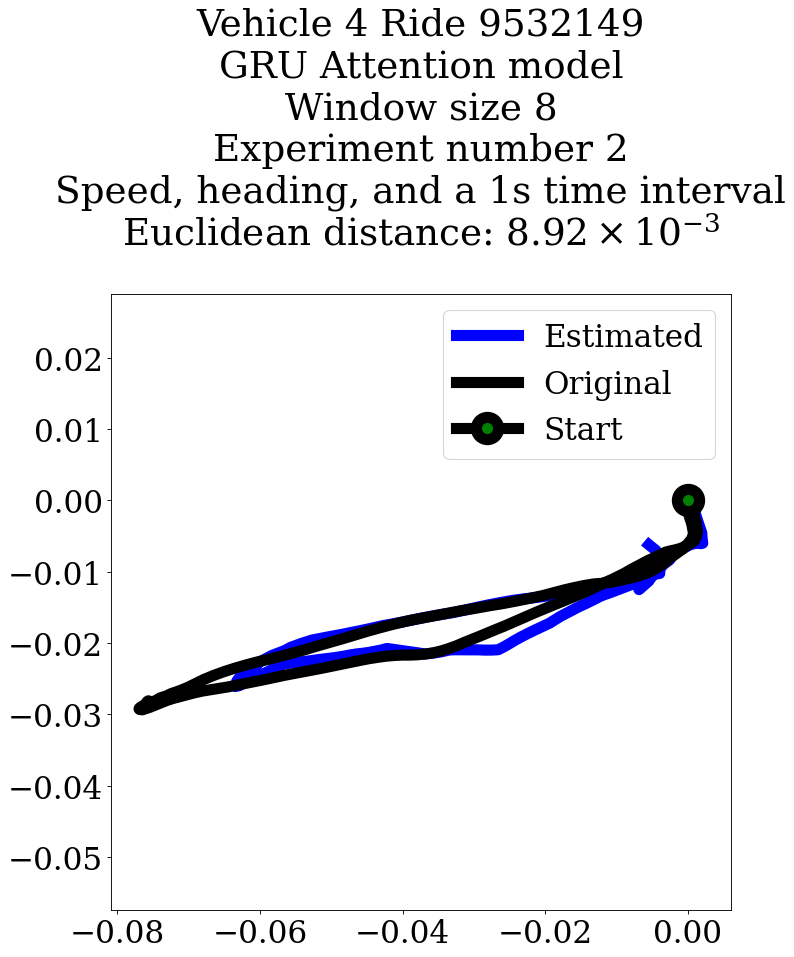 Vehicle 4 Ride 9532149
GRU Attention model
Window size 8
Experiment number 2
Speed, heading, and a 1s time interval
Euclidean distance: 8.92 × 10⁻³
Estimated
Original
Start
0.02
0.01
0.00
−0.01
−0.02
−0.03
−0.04
−0.05
−0.08 −0.06 −0.04 −0.02 0.00